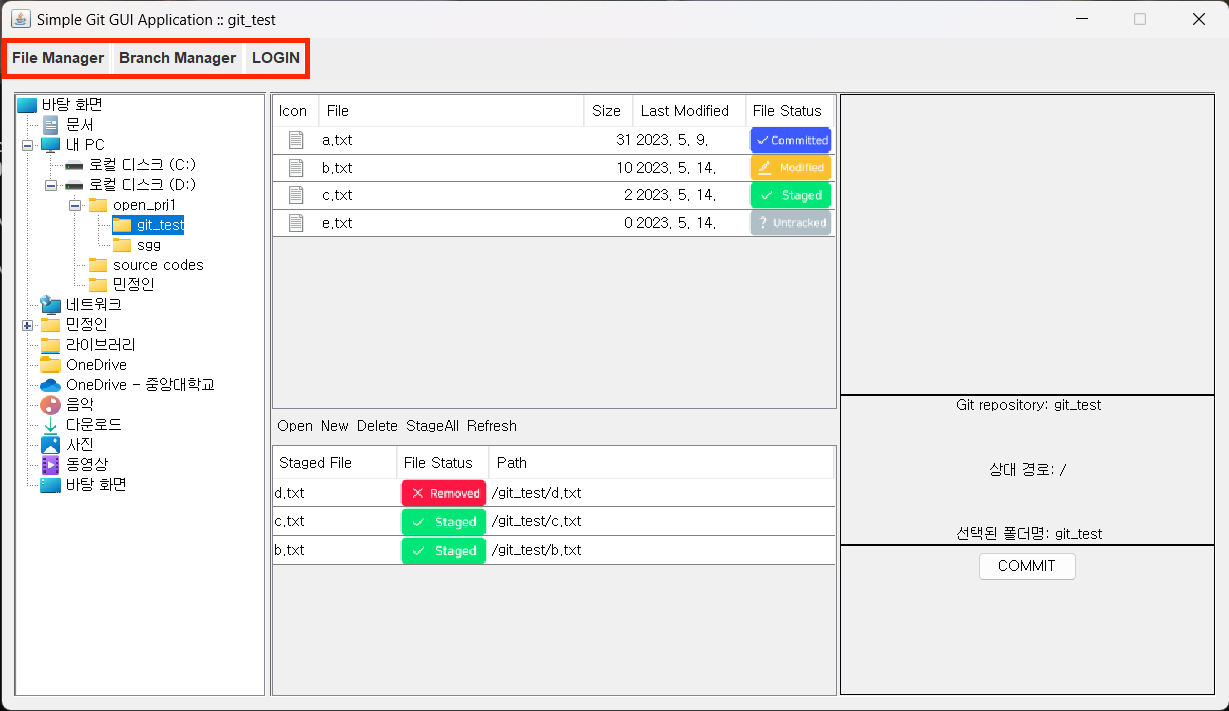 Simple Git GUI Application :: git_test
File Manager Branch Manager LOGIN
바탕 화면
문서
내 PC
로컬 디스크 (C:)
로컬 디스크 (D:)
open_prj1
git_test
sgg
source codes
민정인
네트워크
민정인
라이브러리
OneDrive
OneDrive - 중앙대학교
음악
다운로드
사진
동영상
바탕 화면
Icon File Size Last Modified File Status
a.txt 31 2023. 5. 9. Committed
b.txt 10 2023. 5. 14. Modified
c.txt 2 2023. 5. 14. Staged
e.txt 0 2023. 5. 14. ? Untracked
Open New Delete StageAll Refresh
Staged File File Status Path
d.txt Removed /git_test/d.txt
c.txt Staged /git_test/c.txt
b.txt Staged /git_test/b.txt
Git repository: git_test
상대 경로: /
선택된 폴더명: git_test
COMMIT